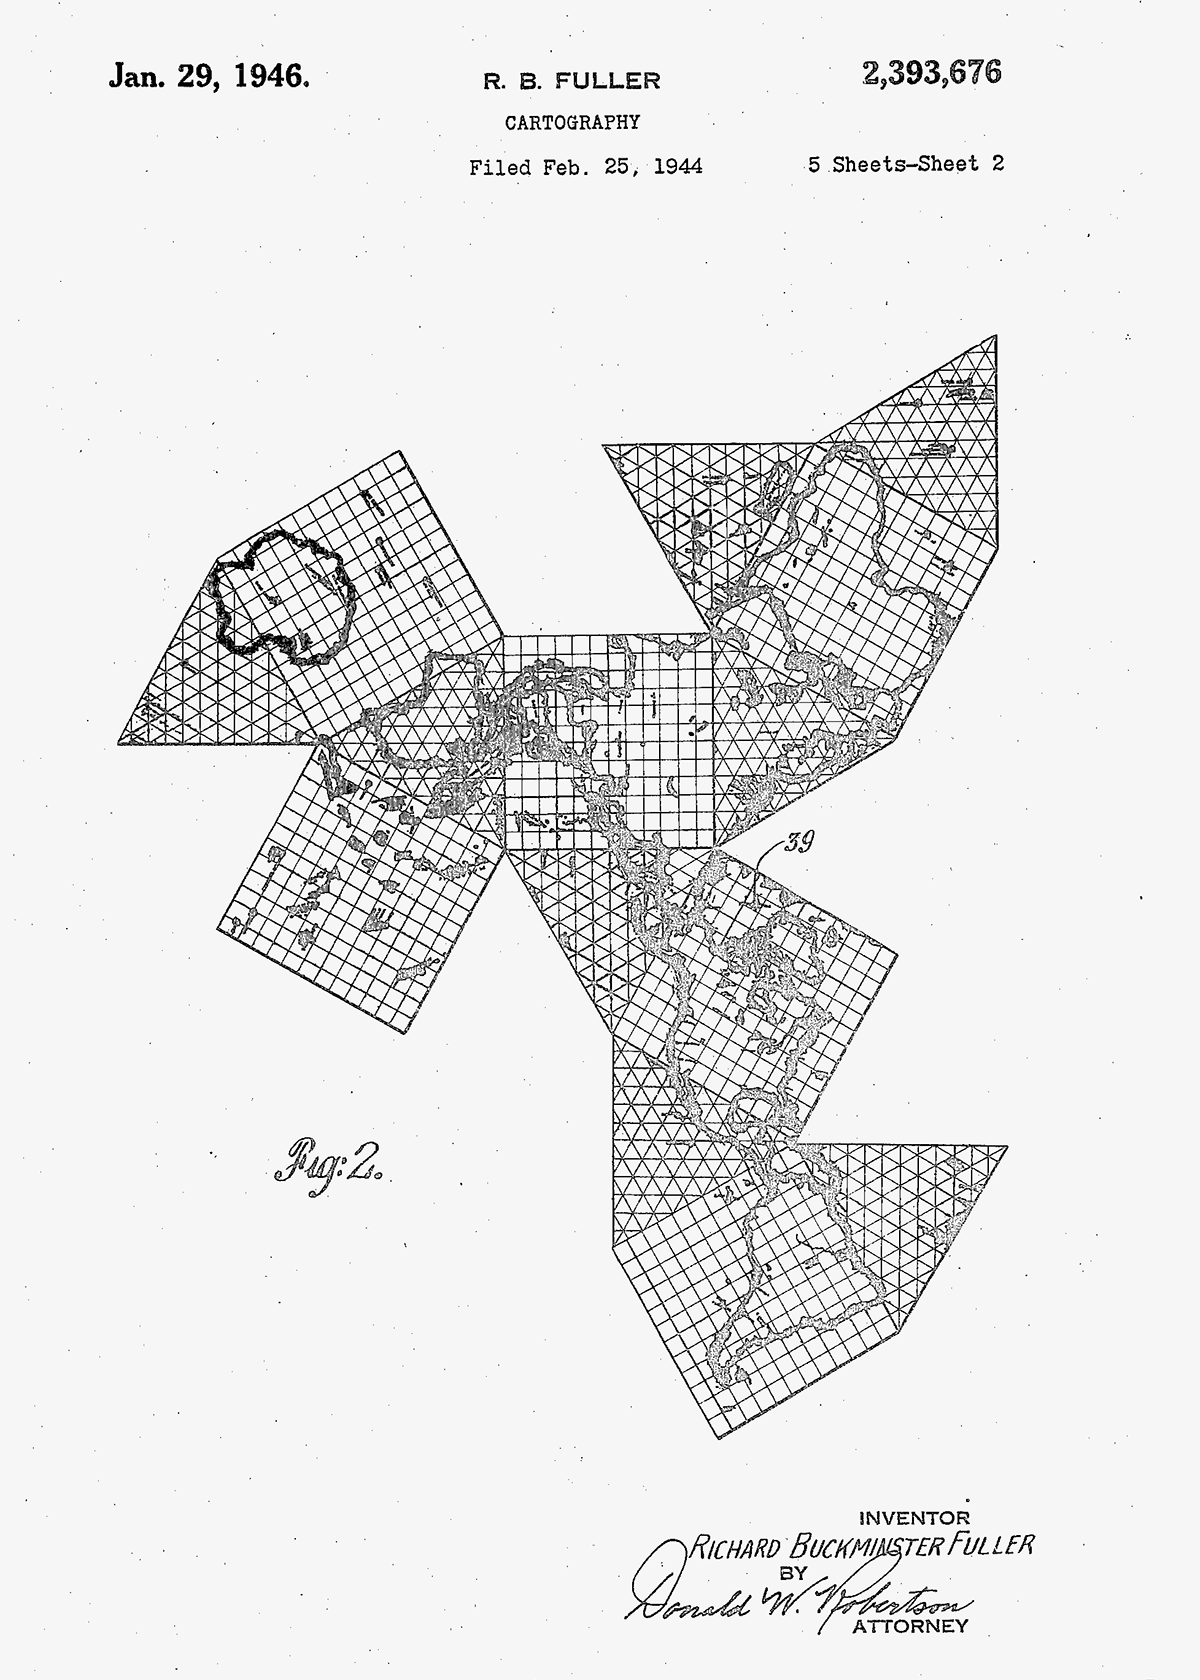 Jan. 29, 1946.
R. B. FULLER
2,393,676
CARTOGRAPHY
Filed Feb. 25, 1944
5 Sheets—Sheet 2
39
Fig: 2.
INVENTOR
RICHARD BUCKMINSTER FULLER
BY
Donald W. Robertson
ATTORNEY